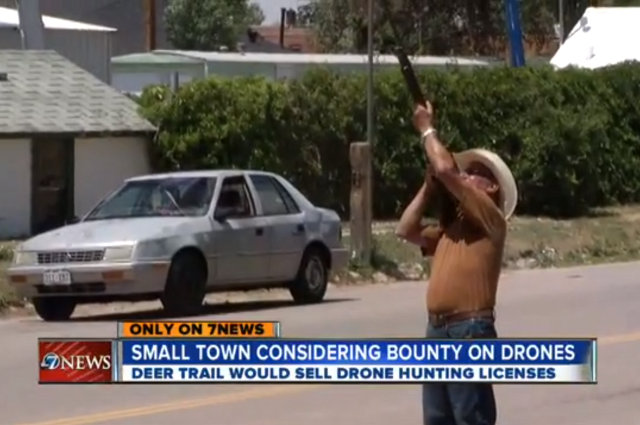 ONLY ON 7NEWS
7NEWS
SMALL TOWN CONSIDERING BOUNTY ON DRONES
DEER TRAIL WOULD SELL DRONE HUNTING LICENSES